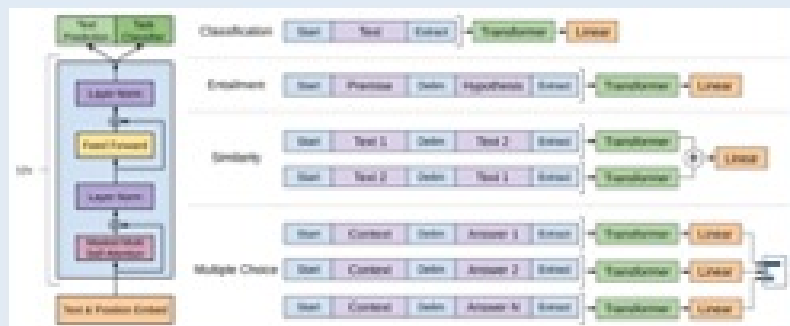 Text Prediction
Task Classifier
Layer Norm
Feed Forward
Layer Norm
Masked Multi Self Attention
Text & Position Embed
12x
Classification
Start Text Extract Transformer Linear
Entailment
Start Premise Delim Hypothesis Extract Transformer Linear
Similarity
Start Text 1 Delim Text 2 Extract Transformer
+ Linear
Start Text 2 Delim Text 1 Extract Transformer
Multiple Choice
Start Context Delim Answer 1 Extract Transformer Linear
Start Context Delim Answer 2 Extract Transformer Linear
Start Context Delim Answer N Extract Transformer Linear